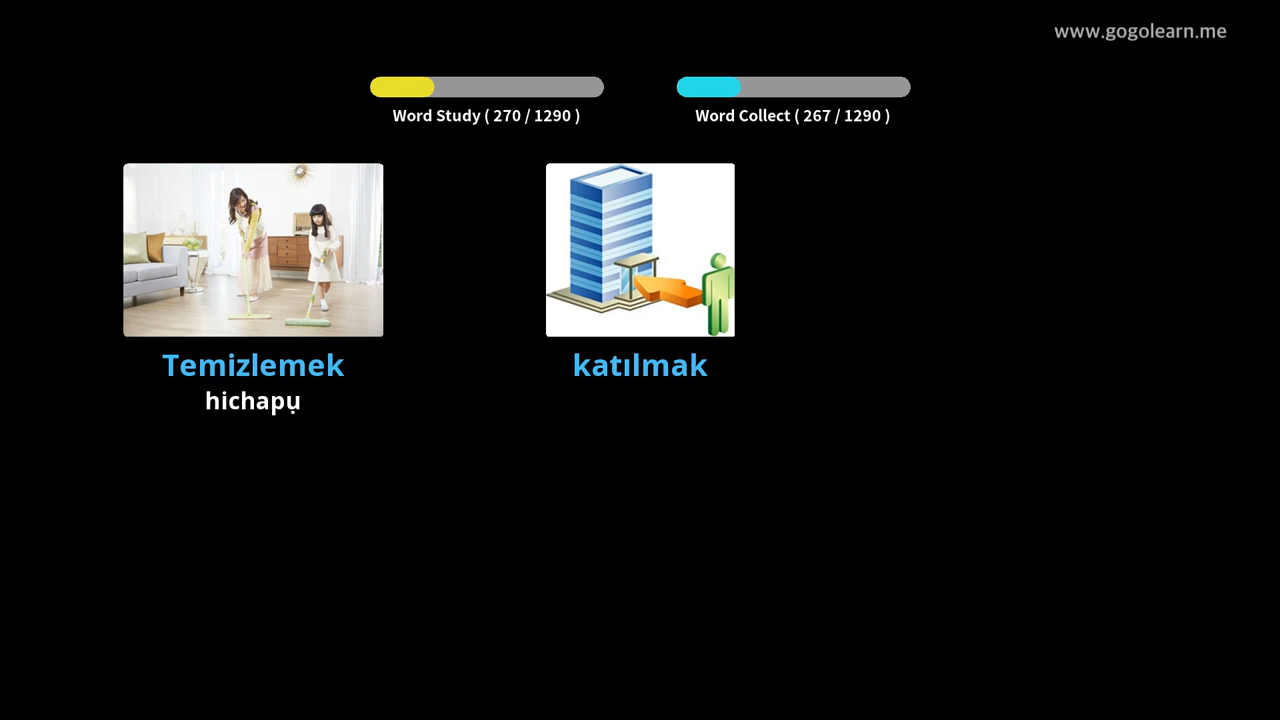 www.gogolearn.me
Word Study ( 270 / 1290 )
Word Collect ( 267 / 1290 )
Temizlemek
hichapụ
katılmak